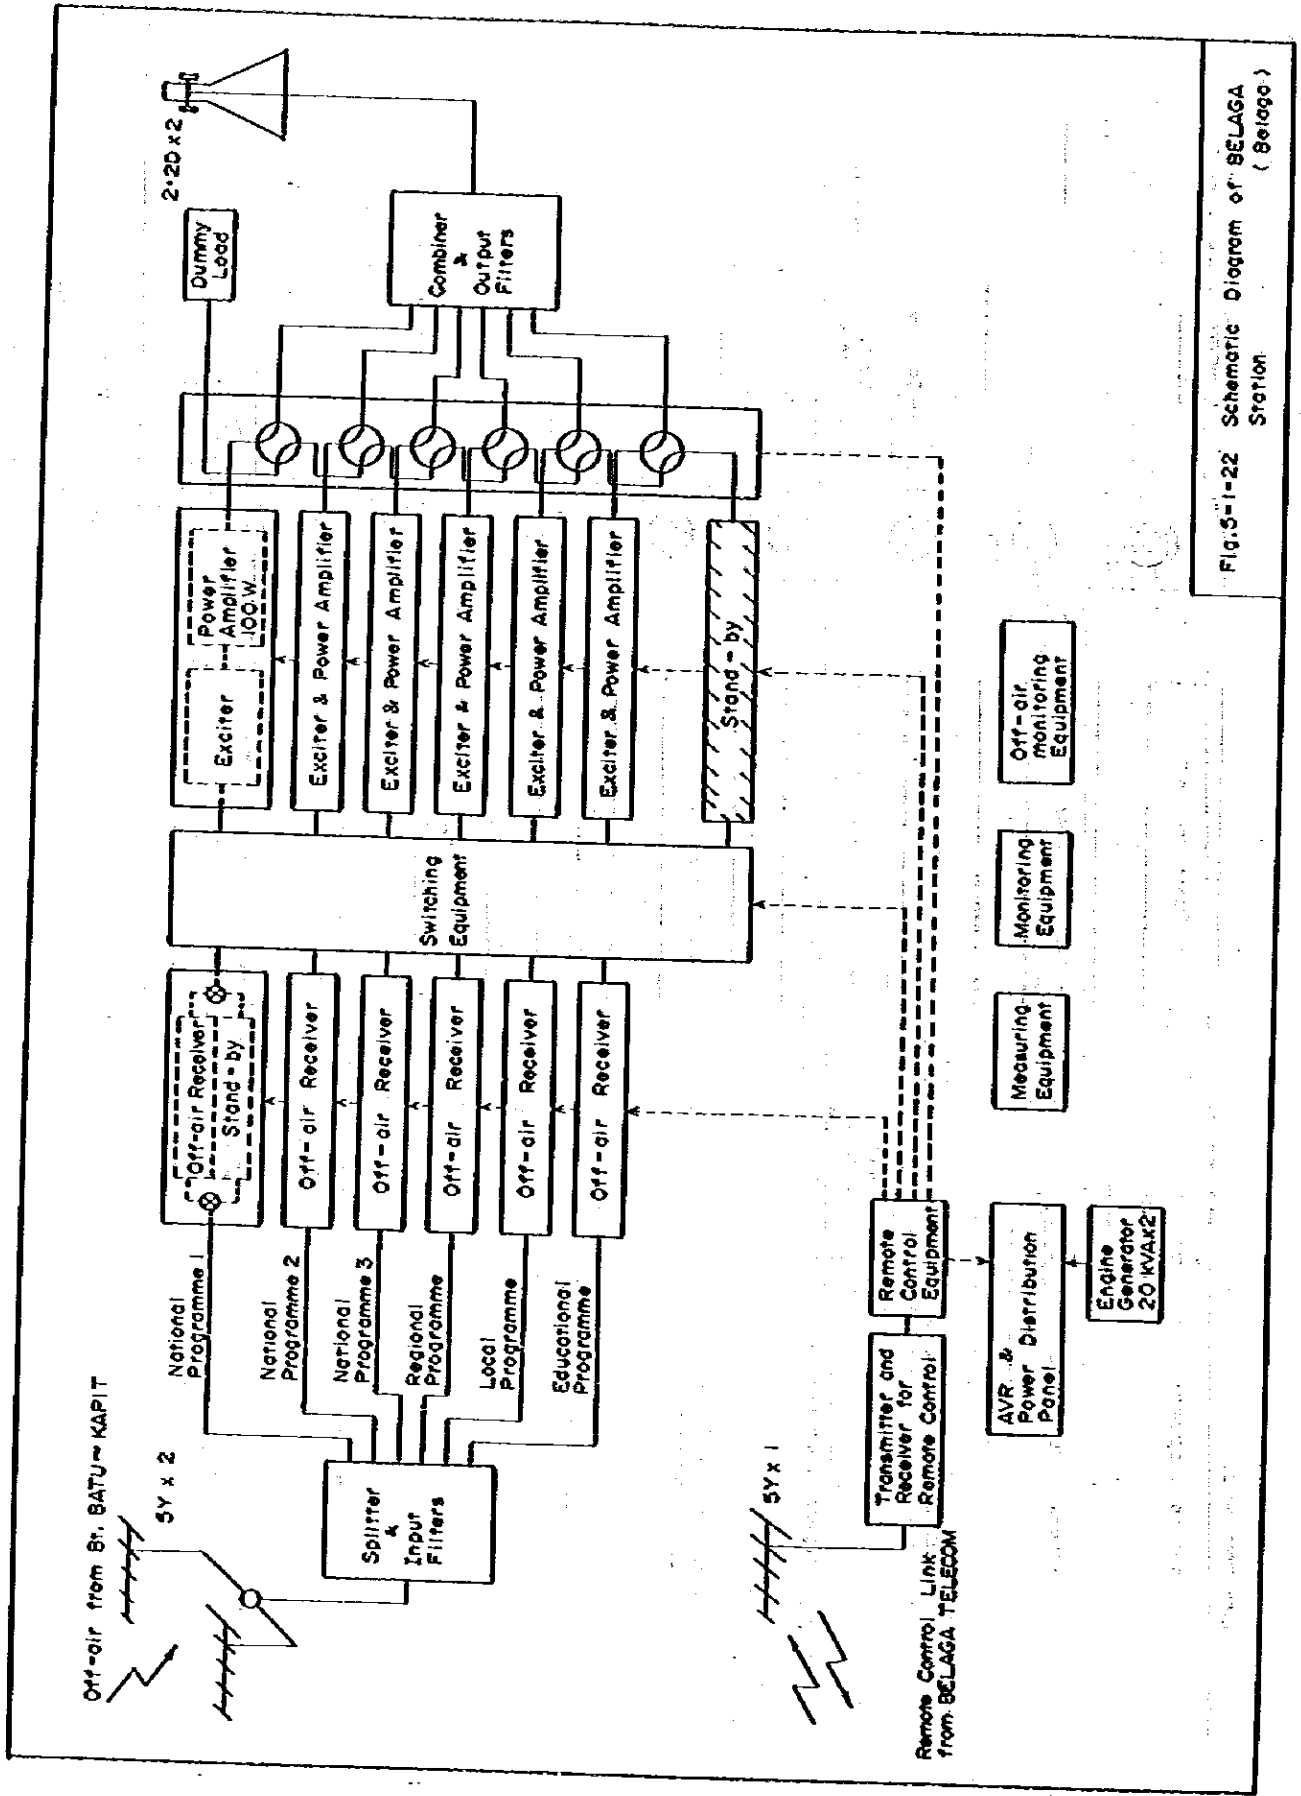 Off-air from Bt. BATU~KAPIT
5Y x 2
Splitter
&
Input
Filters
National
Programme 1
National
Programme 2
National
Programme 3
Regional
Programme
Local
Programme
Educational
Programme
Off-air Receiver
Stand-by
Off-air Receiver
Off-air Receiver
Off-air Receiver
Off-air Receiver
Off-air Receiver
Switching
Equipment
Exciter
Power
Amplifier
100W
Exciter & Power Amplifier
Exciter & Power Amplifier
Exciter & Power Amplifier
Exciter & Power Amplifier
Exciter & Power Amplifier
Stand-by
Dummy
Load
2·2D x 2
Combiner
&
Output
Filters
5Y x 1
Remote Control Link
from BELAGA TELECOM
Transmitter and
Receiver for
Remote Control
Remote
Control
Equipment
AVR &
Power Distribution
Panel
Engine
Generator
20 kVAx2
Measuring
Equipment
Monitoring
Equipment
Off-air
monitoring
Equipment
Fig.5-1-22 Schematic Diagram of BELAGA
Station (Belaga)